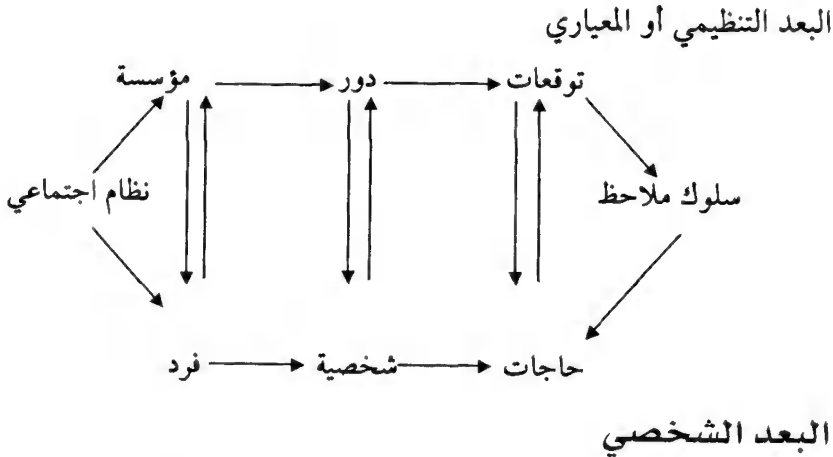 البعد التنظيمي أو المعياري
مؤسسة دور توقعات
نظام اجتماعي سلوك ملاحظ
فرد شخصية حاجات
البعد الشخصي